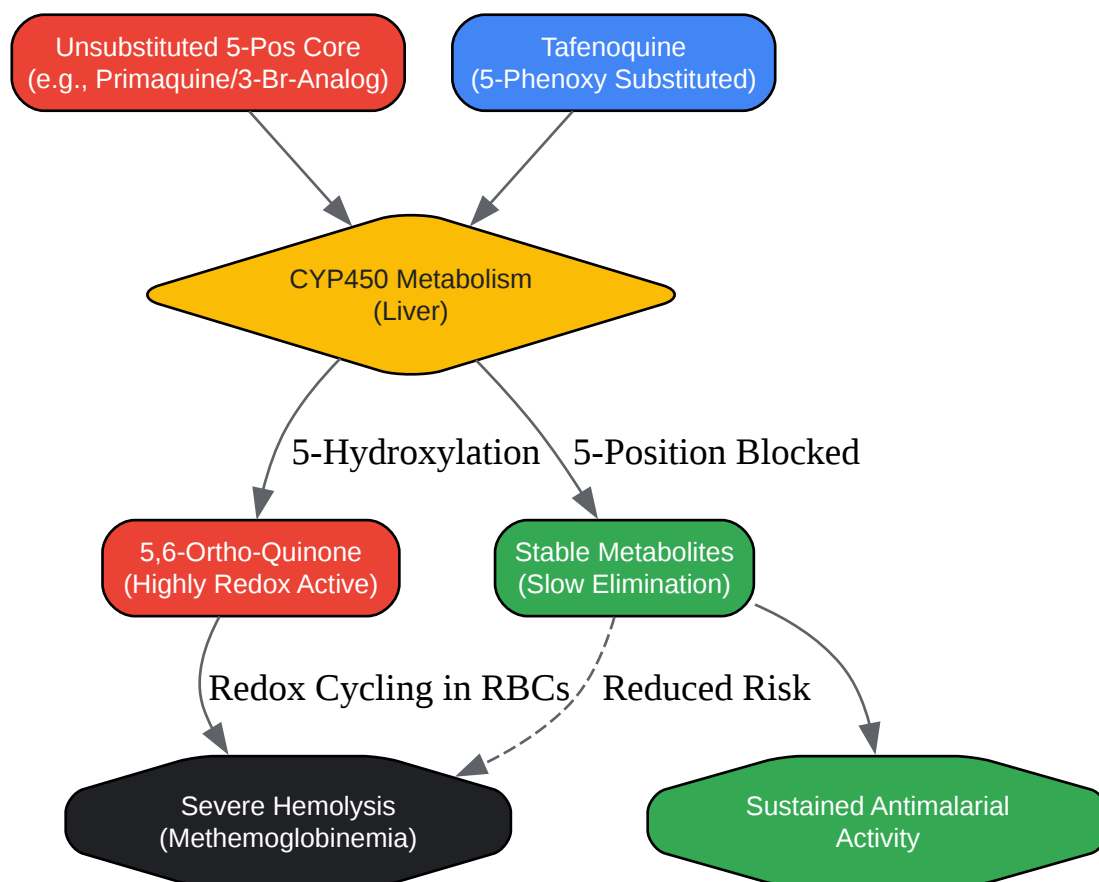 Unsubstituted 5-Pos Core
(e.g., Primaquine/3-Br-Analog)
Tafenoquine
(5-Phenoxy Substituted)
CYP450 Metabolism
(Liver)
5-Hydroxylation
5-Position Blocked
5,6-Ortho-Quinone
(Highly Redox Active)
Stable Metabolites
(Slow Elimination)
Redox Cycling in RBCs
Reduced Risk
Severe Hemolysis
(Methemoglobinemia)
Sustained Antimalarial
Activity